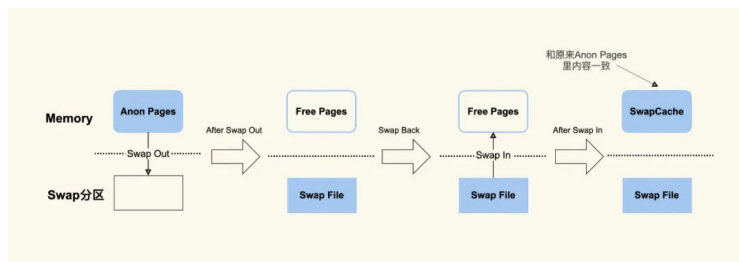 和原来Anon Pages
里内容一致
Memory
Anon Pages
After Swap Out
Free Pages
Swap Back
Free Pages
After Swap In
SwapCache
Swap Out
Swap In
Swap分区
Swap File
Swap File
Swap File